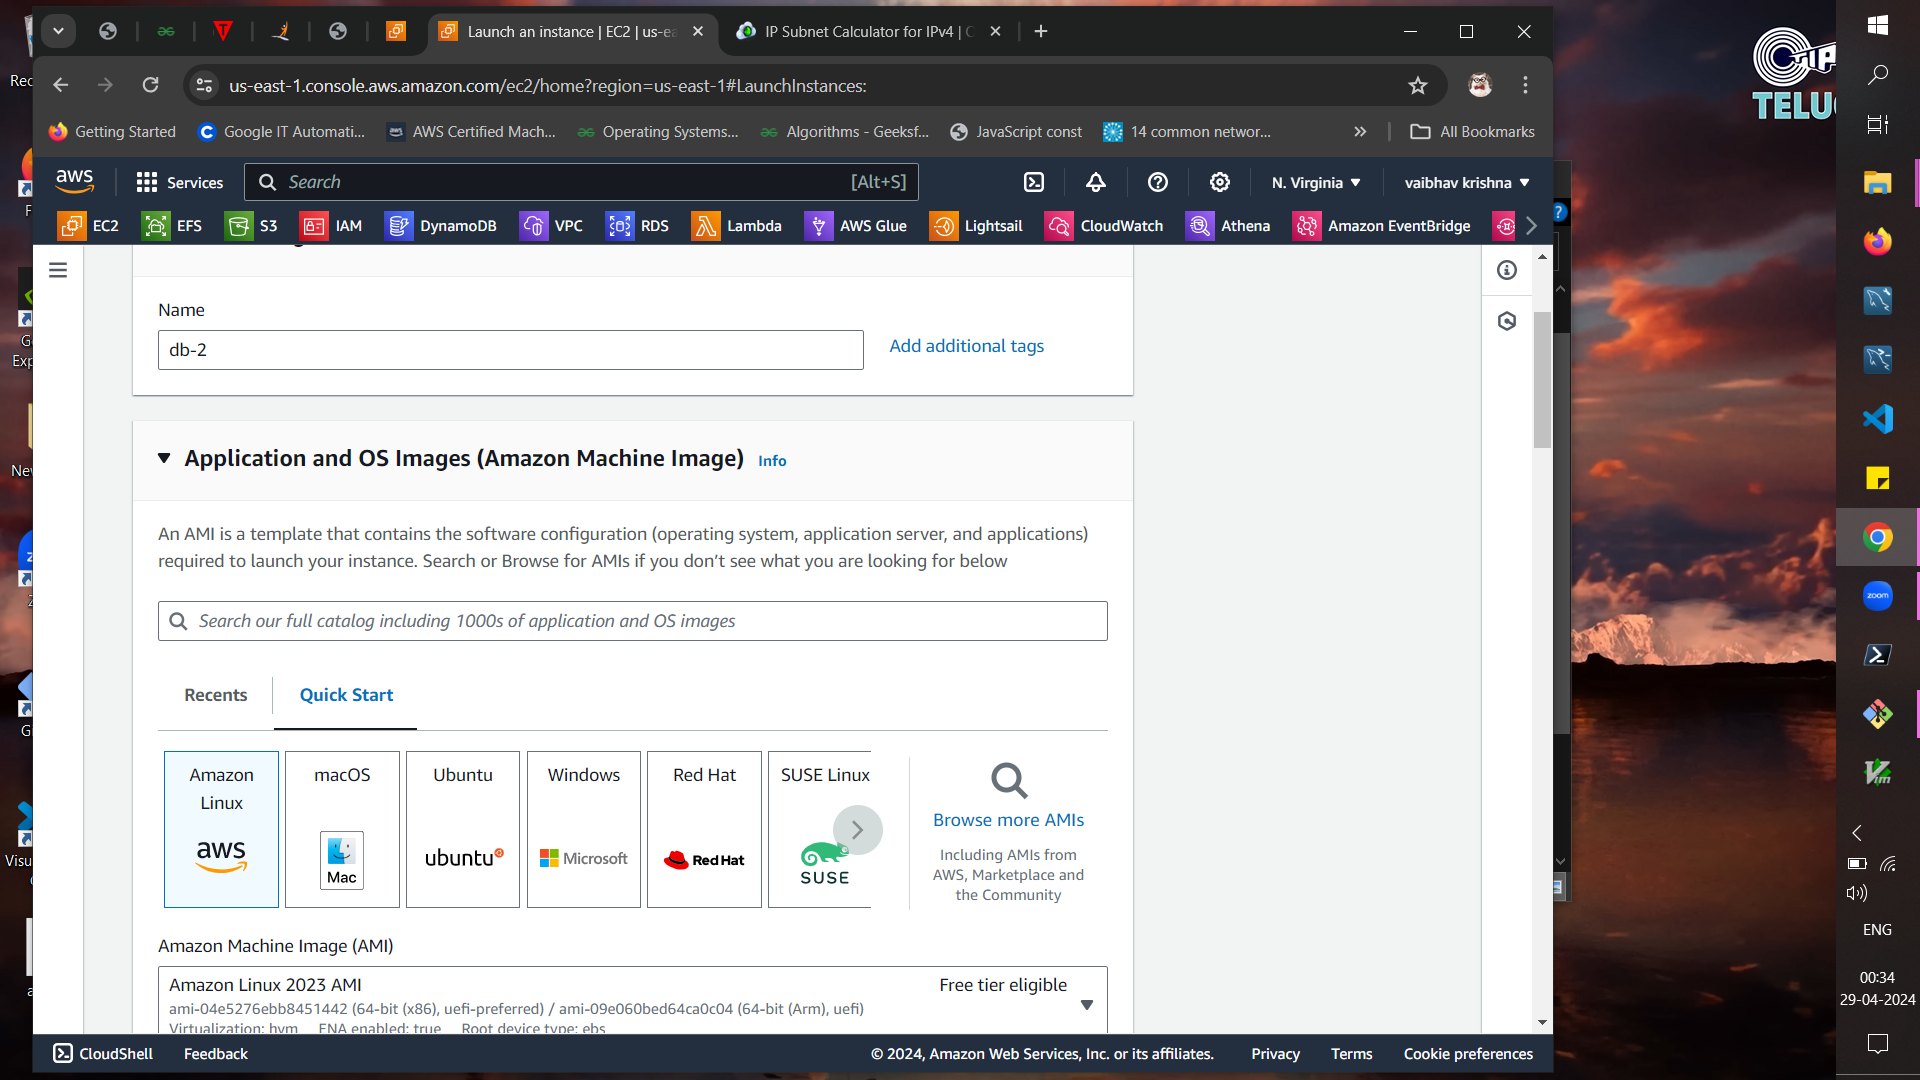 Launch an instance | EC2 | us-ea
IP Subnet Calculator for IPv4 | C
us-east-1.console.aws.amazon.com/ec2/home?region=us-east-1#LaunchInstances:
Getting Started
Google IT Automati...
AWS Certified Mach...
Operating Systems...
Algorithms - Geeksf...
JavaScript const
14 common networ...
All Bookmarks
aws
Services
Search
[Alt+S]
N. Virginia
vaibhav krishna
EC2
EFS
S3
IAM
DynamoDB
VPC
RDS
Lambda
AWS Glue
Lightsail
CloudWatch
Athena
Amazon EventBridge
Name
db-2
Add additional tags
Application and OS Images (Amazon Machine Image) Info
An AMI is a template that contains the software configuration (operating system, application server, and applications)
required to launch your instance. Search or Browse for AMIs if you don’t see what you are looking for below
Search our full catalog including 1000s of application and OS images
Recents
Quick Start
Amazon
Linux
aws
macOS
Mac
Ubuntu
ubuntu
Windows
Microsoft
Red Hat
Red Hat
SUSE Linux
SUSE
Browse more AMIs
Including AMIs from
AWS, Marketplace and
the Community
Amazon Machine Image (AMI)
Amazon Linux 2023 AMI
Free tier eligible
ami-04e5276ebb8451442 (64-bit (x86), uefi-preferred) / ami-09e060bed64ca0c04 (64-bit (Arm), uefi)
Virtualization: hvm ENA enabled: true Root device type: ebs
CloudShell
Feedback
© 2024, Amazon Web Services, Inc. or its affiliates.
Privacy
Terms
Cookie preferences
zoom
ENG
00:34
29-04-2024